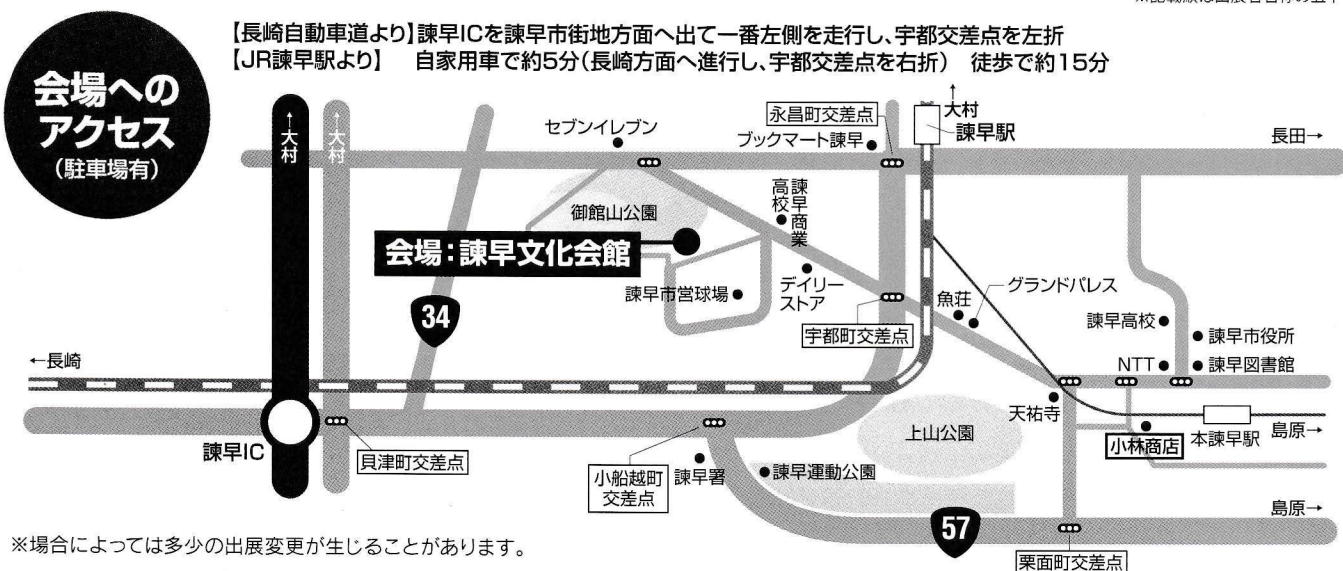 【長崎自動車道より】諫早ICを諫早市街地方面へ出て一番左側を走行し、宇都交差点を左折
【JR諫早駅より】 自家用車で約5分(長崎方面へ進行し、宇都交差点を右折) 徒歩で約15分
会場への
アクセス
(駐車場有)
←大村
←大村
セブンイレブン
ブックマート諫早
永昌町交差点
←大村
諫早駅
長田→
御館山公園
諫早商業
高校
会場:諫早文化会館
諫早市営球場
デイリー
ストア
宇都町交差点
魚荘
グランドパレス
諫早高校
諫早市役所
NTT
諫早図書館
34
←長崎
天祐寺
小林商店
本諫早駅
島原→
諫早IC
貝津町交差点
小船越町
交差点
諫早署
諫早運動公園
上山公園
57
島原→
栗面町交差点
※場合によっては多少の出展変更が生じることがあります。